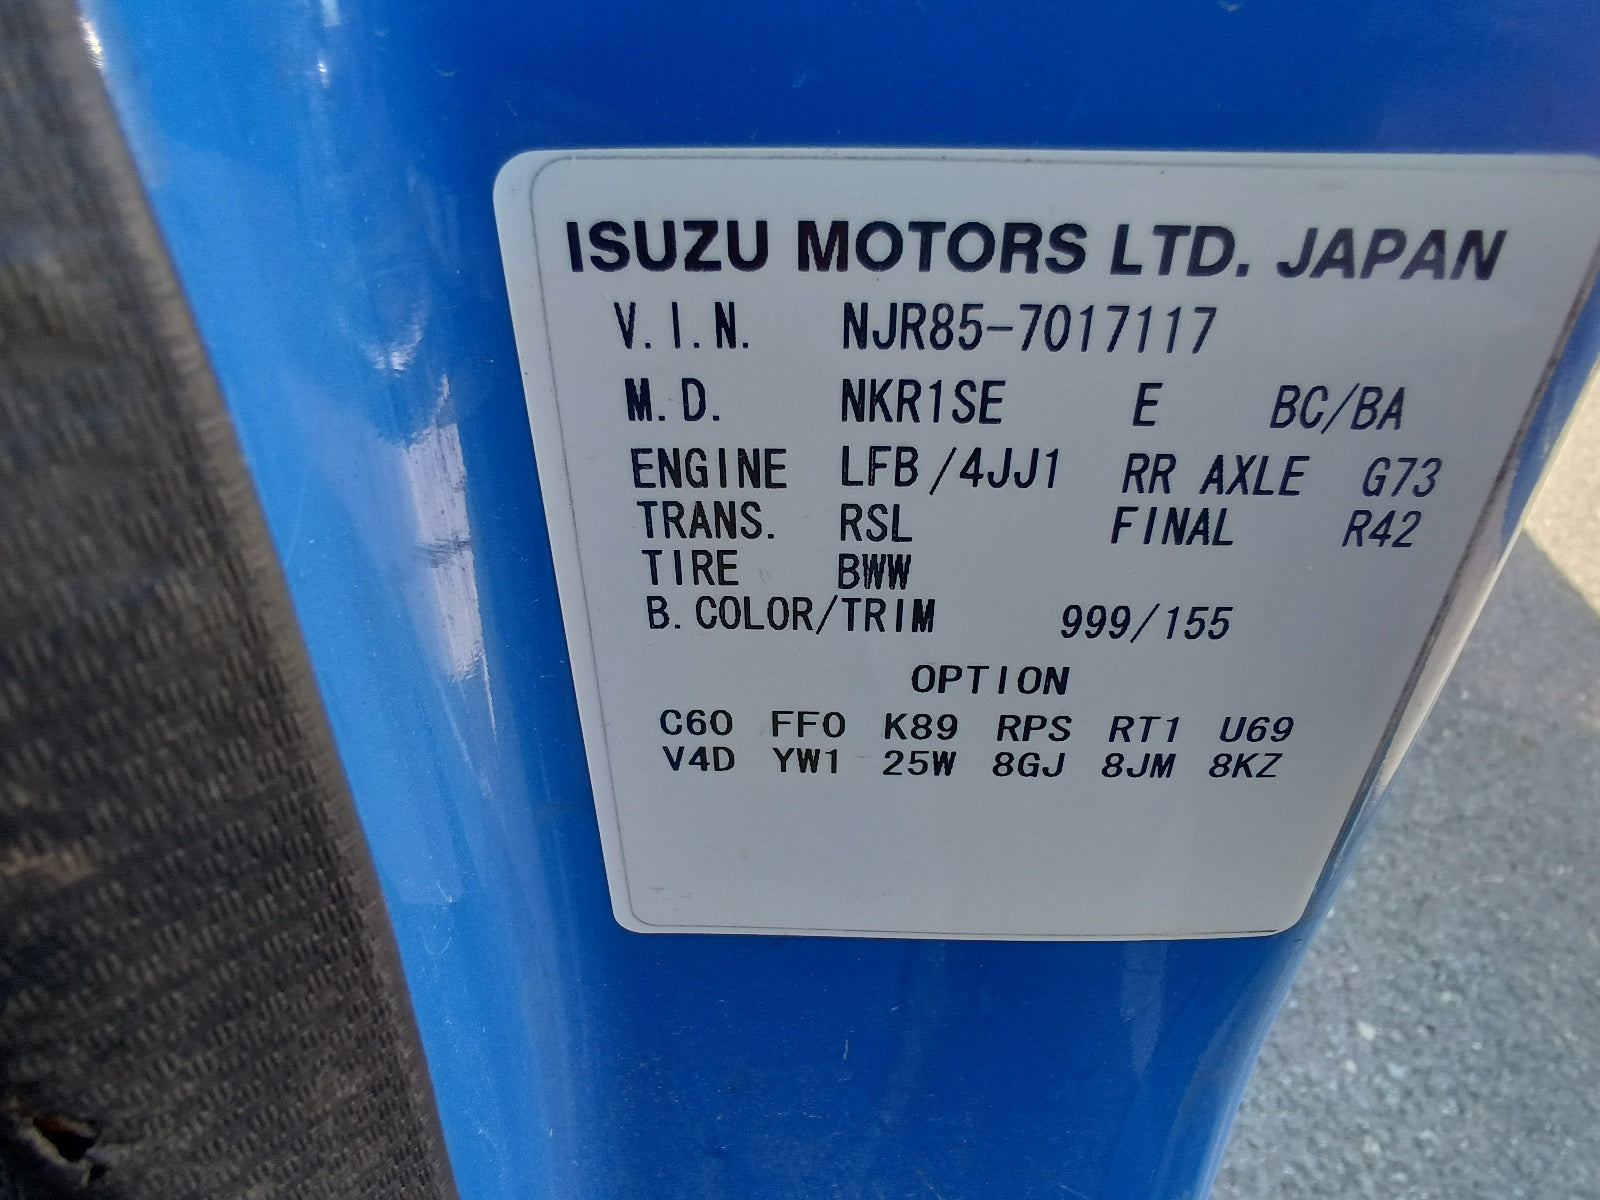 ISUZU MOTORS LTD. JAPAN
V.I.N. NJR85-7017117
M.D. NKR1SE E BC/BA
ENGINE LFB/4JJ1 RR AXLE G73
TRANS. RSL FINAL R42
TIRE BWW
B.COLOR/TRIM 999/155
OPTION
C60 FF0 K89 RPS RT1 U69
V4D YW1 25W 8GJ 8JM 8KZ